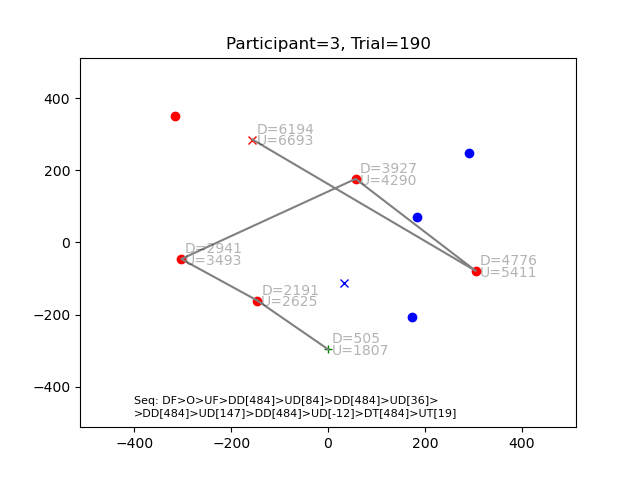 Participant=3, Trial=190
400
200
0
−200
−400
D=6194
U=6693
D=3927
U=4290
D=2941
U=3493
D=4776
U=5411
D=2191
U=2625
D=505
U=1807
Seq: DF>O>UF>DD[484]>UD[84]>DD[484]>UD[36]>
>DD[484]>UD[147]>DD[484]>UD[-12]>DT[484]>UT[19]
−400 −200 0 200 400